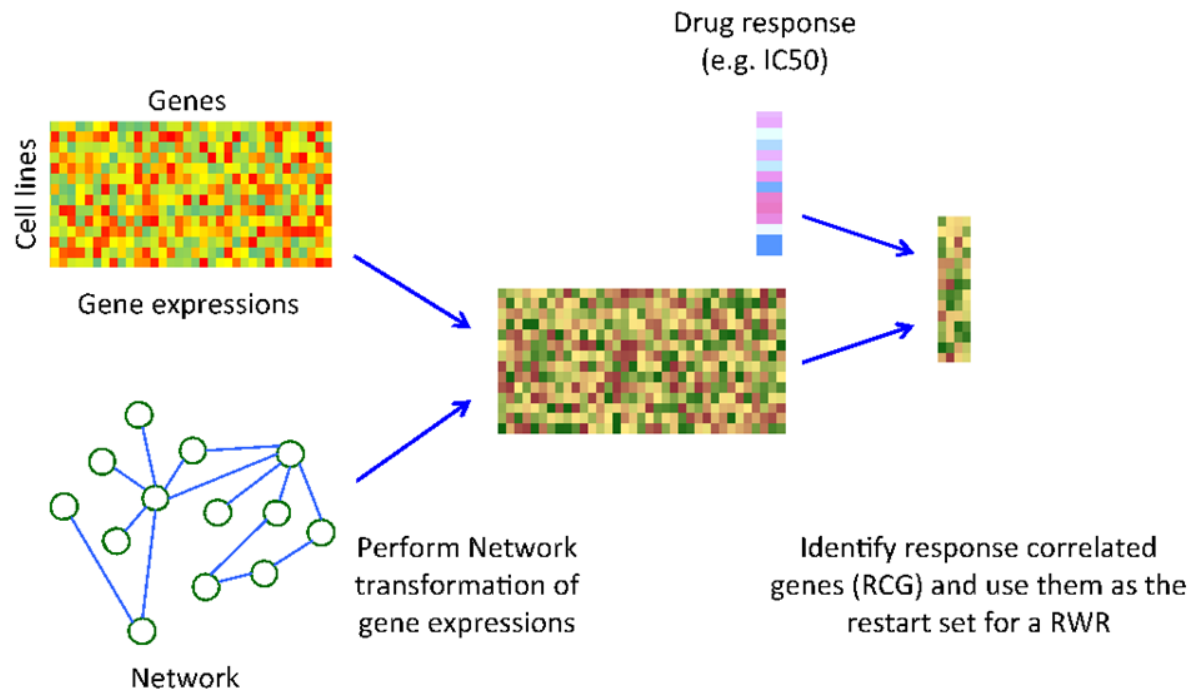 Drug response
(e.g. IC50)
Genes
Cell lines
Gene expressions
Perform Network
transformation of
gene expressions
Identify response correlated
genes (RCG) and use them as the
restart set for a RWR
Network